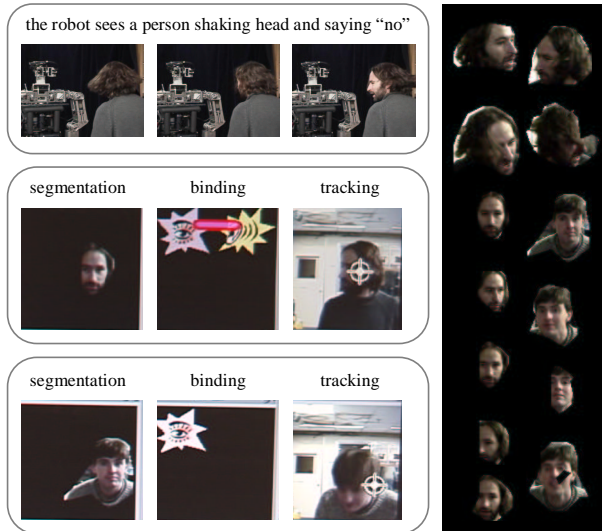 the robot sees a person shaking head and saying “no”
segmentation binding tracking
segmentation binding tracking